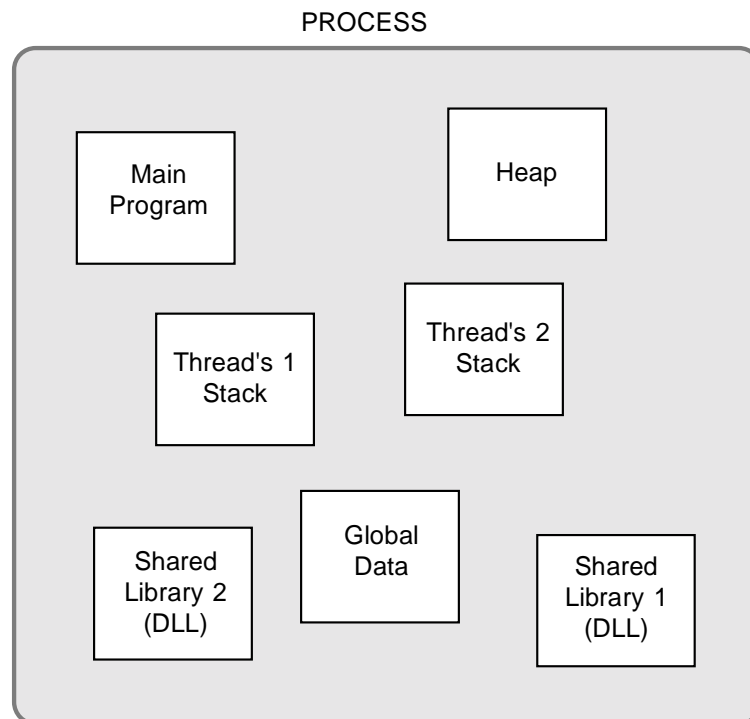 PROCESS
Main
Program
Heap
Thread's 1
Stack
Thread's 2
Stack
Global
Data
Shared
Library 2
(DLL)
Shared
Library 1
(DLL)